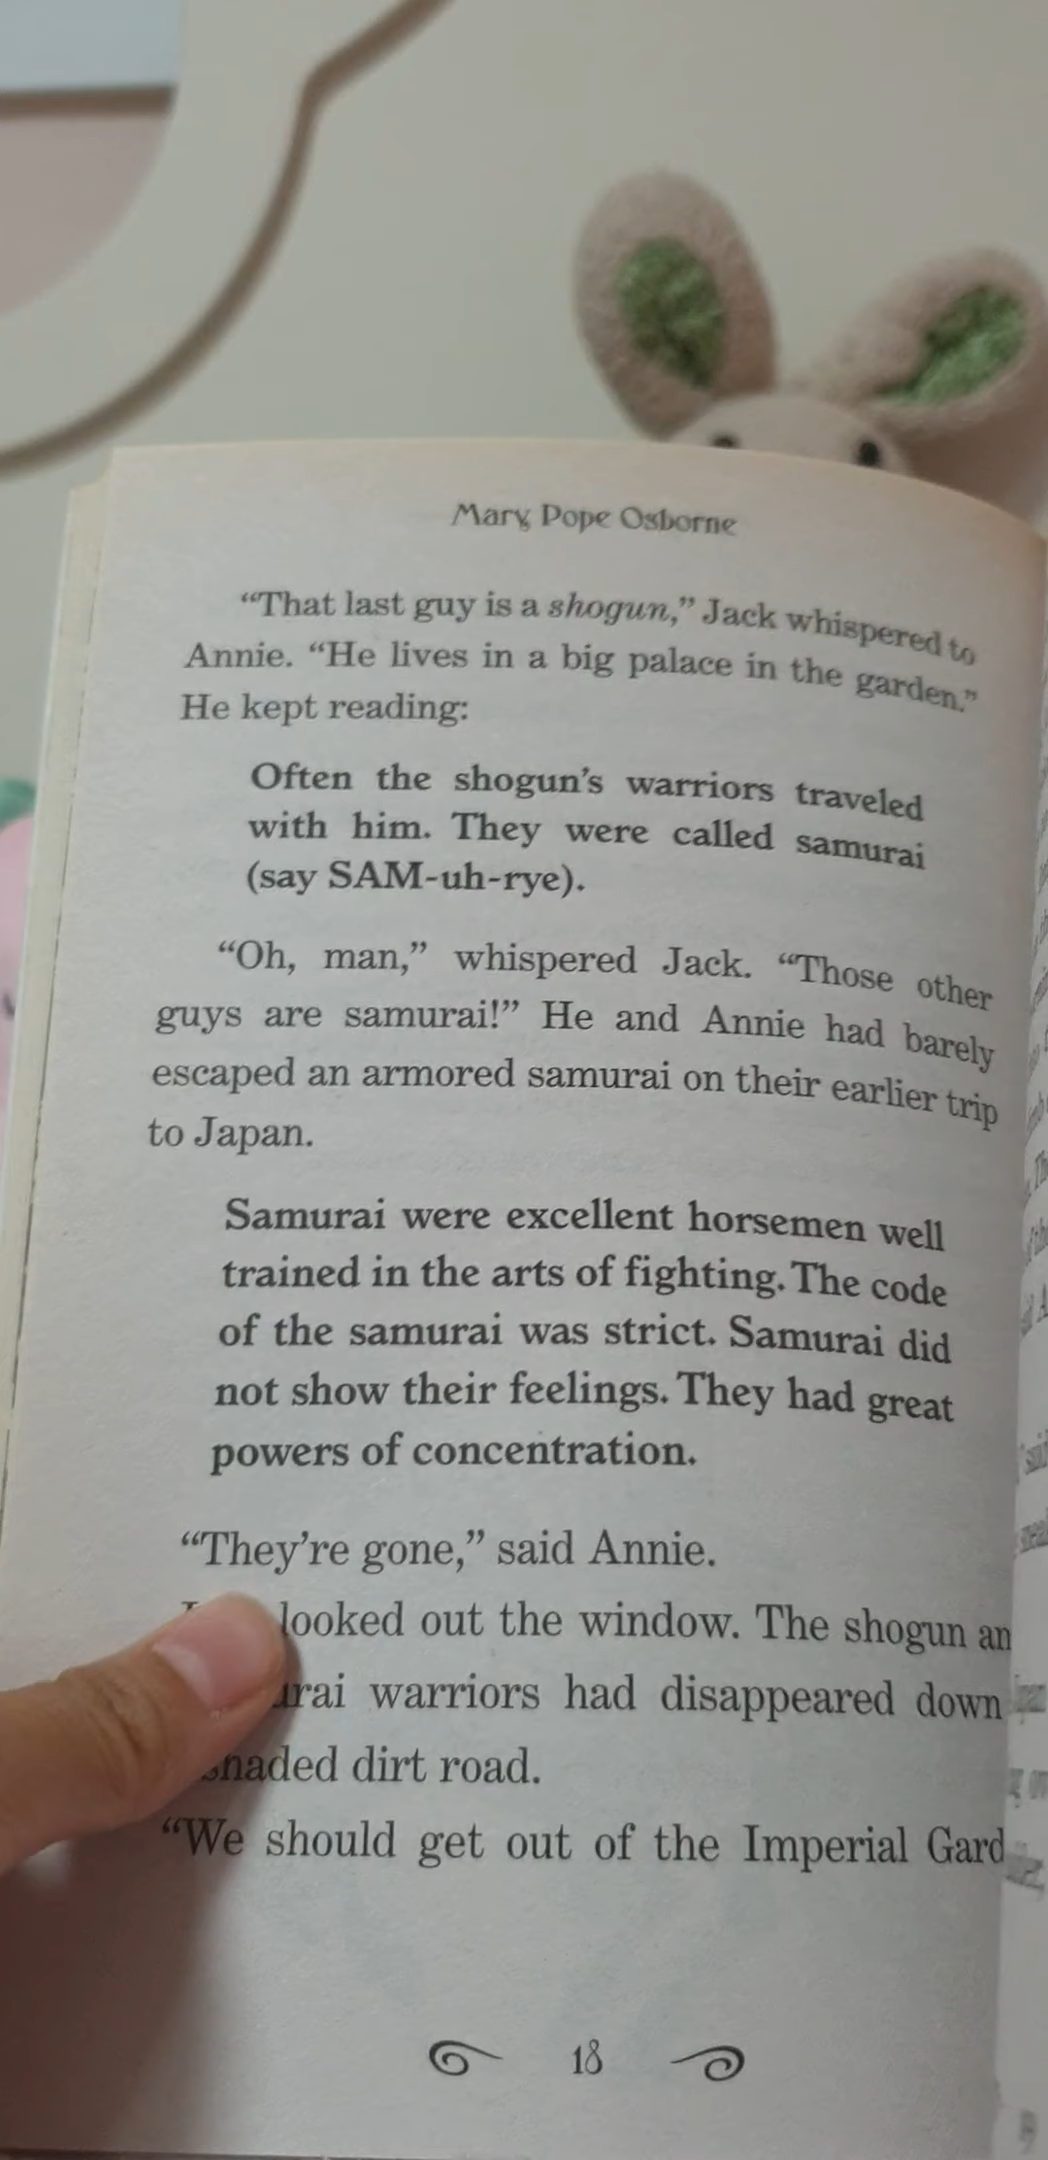 Mary Pope Osborne
“That last guy is a shogun,” Jack whispered to
Annie. “He lives in a big palace in the garden.”
He kept reading:
Often the shogun’s warriors traveled
with him. They were called samurai
(say SAM-uh-rye).
“Oh, man,” whispered Jack. “Those other
guys are samurai!” He and Annie had barely
escaped an armored samurai on their earlier trip
to Japan.
Samurai were excellent horsemen well
trained in the arts of fighting. The code
of the samurai was strict. Samurai did
not show their feelings. They had great
powers of concentration.
“They’re gone,” said Annie.
looked out the window. The shogun an
urai warriors had disappeared down
shaded dirt road.
“We should get out of the Imperial Gard
18